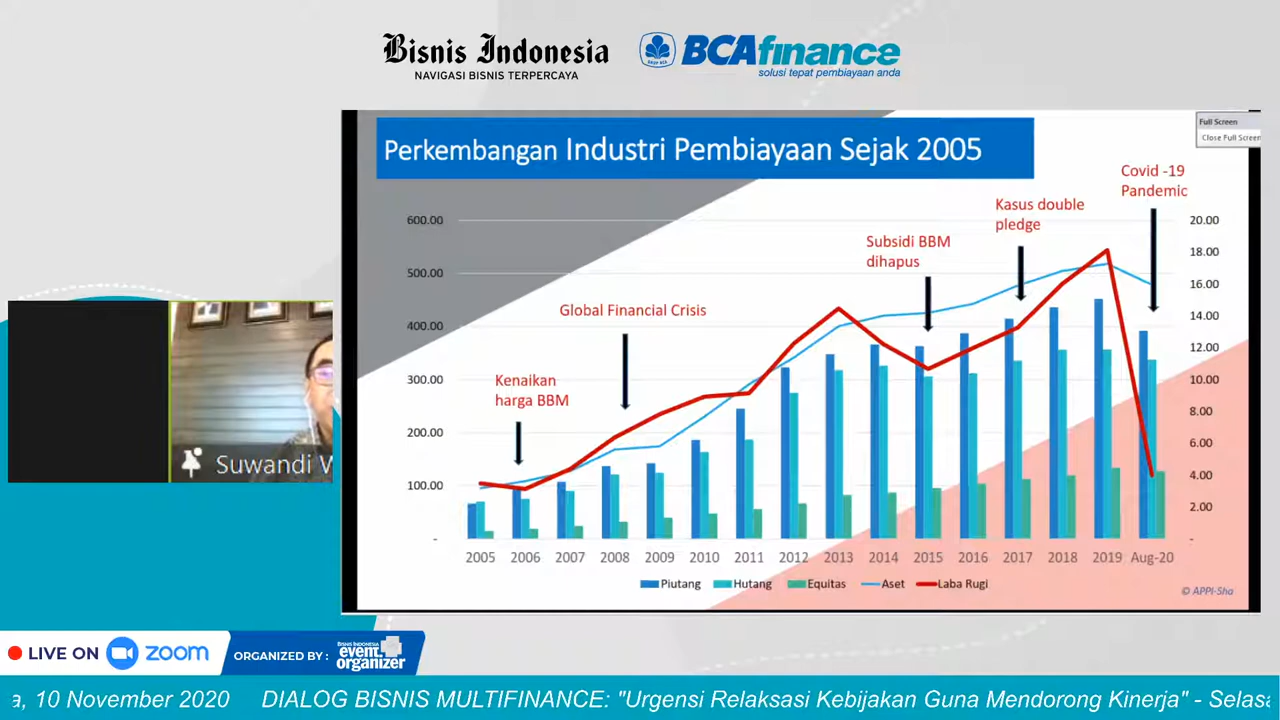 Bisnis Indonesia
NAVIGASI BISNIS TERPERCAYA
BCAfinance
solusi tepat pembiayaan anda
Full Screen
Close Full Screen
Perkembangan Industri Pembiayaan Sejak 2005
Covid -19
Pandemic
Kasus double
pledge
Subsidi BBM
dihapus
Global Financial Crisis
Kenaikan
harga BBM
600.00
500.00
400.00
300.00
200.00
100.00
-
20.00
18.00
16.00
14.00
12.00
10.00
8.00
6.00
4.00
2.00
-
2005 2006 2007 2008 2009 2010 2011 2012 2013 2014 2015 2016 2017 2018 2019 Aug-20
Piutang Hutang Equitas Aset Laba Rugi
© APPI-Sha
Suwandi W
LIVE ON zoom
ORGANIZED BY :
BISNIS INDONESIA
event
organizer
a, 10 November 2020 DIALOG BISNIS MULTIFINANCE: "Urgensi Relaksasi Kebijakan Guna Mendorong Kinerja" - Selasa